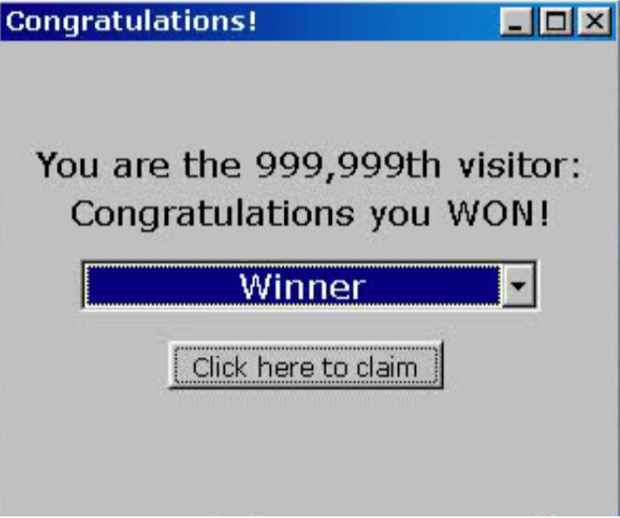 Congratulations!
You are the 999,999th visitor:
Congratulations you WON!
Winner
Click here to claim